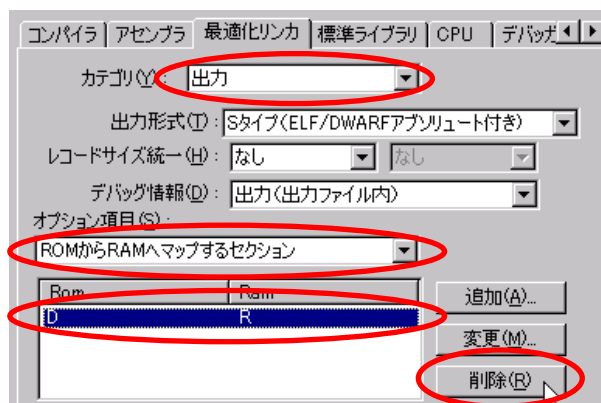 コンパイラ アセンブラ 最適化リンカ 標準ライブラリ CPU デバッガ
カテゴリ(Y): 出力
出力形式(T): Sタイプ(ELF/DWARFアブソリュート付き)
レコードサイズ統一(H): なし なし
デバッグ情報(D): 出力(出力ファイル内)
オプション項目(S):
ROMからRAMへマップするセクション
Rom Ram
追加(A)...
D R
変更(M)...
削除(R)